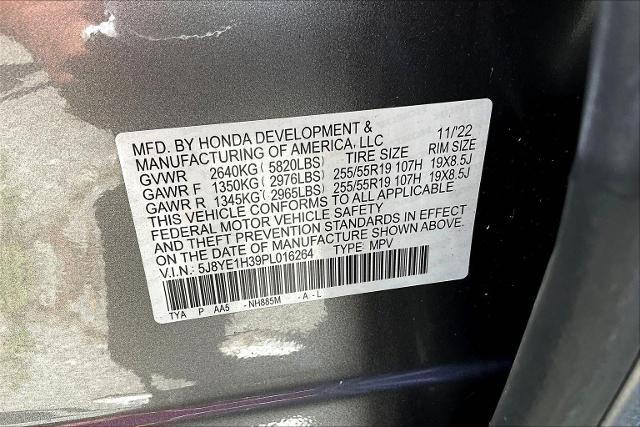 MFD. BY HONDA DEVELOPMENT & 11/'22
MANUFACTURING OF AMERICA, LLC
GVWR 2640KG (5820LBS) TIRE SIZE RIM SIZE
GAWR F 1350KG (2976LBS) 255/55R19 107H 19X8.5J
GAWR R 1345KG (2965LBS) 255/55R19 107H 19X8.5J
THIS VEHICLE CONFORMS TO ALL APPLICABLE
FEDERAL MOTOR VEHICLE SAFETY
AND THEFT PREVENTION STANDARDS IN EFFECT
ON DATE OF MANUFACTURE SHOWN ABOVE.
V.I.N.: 5J8YE1H39PL016264 TYPE: MPV
TYA P AA5 - NH885M - A - L